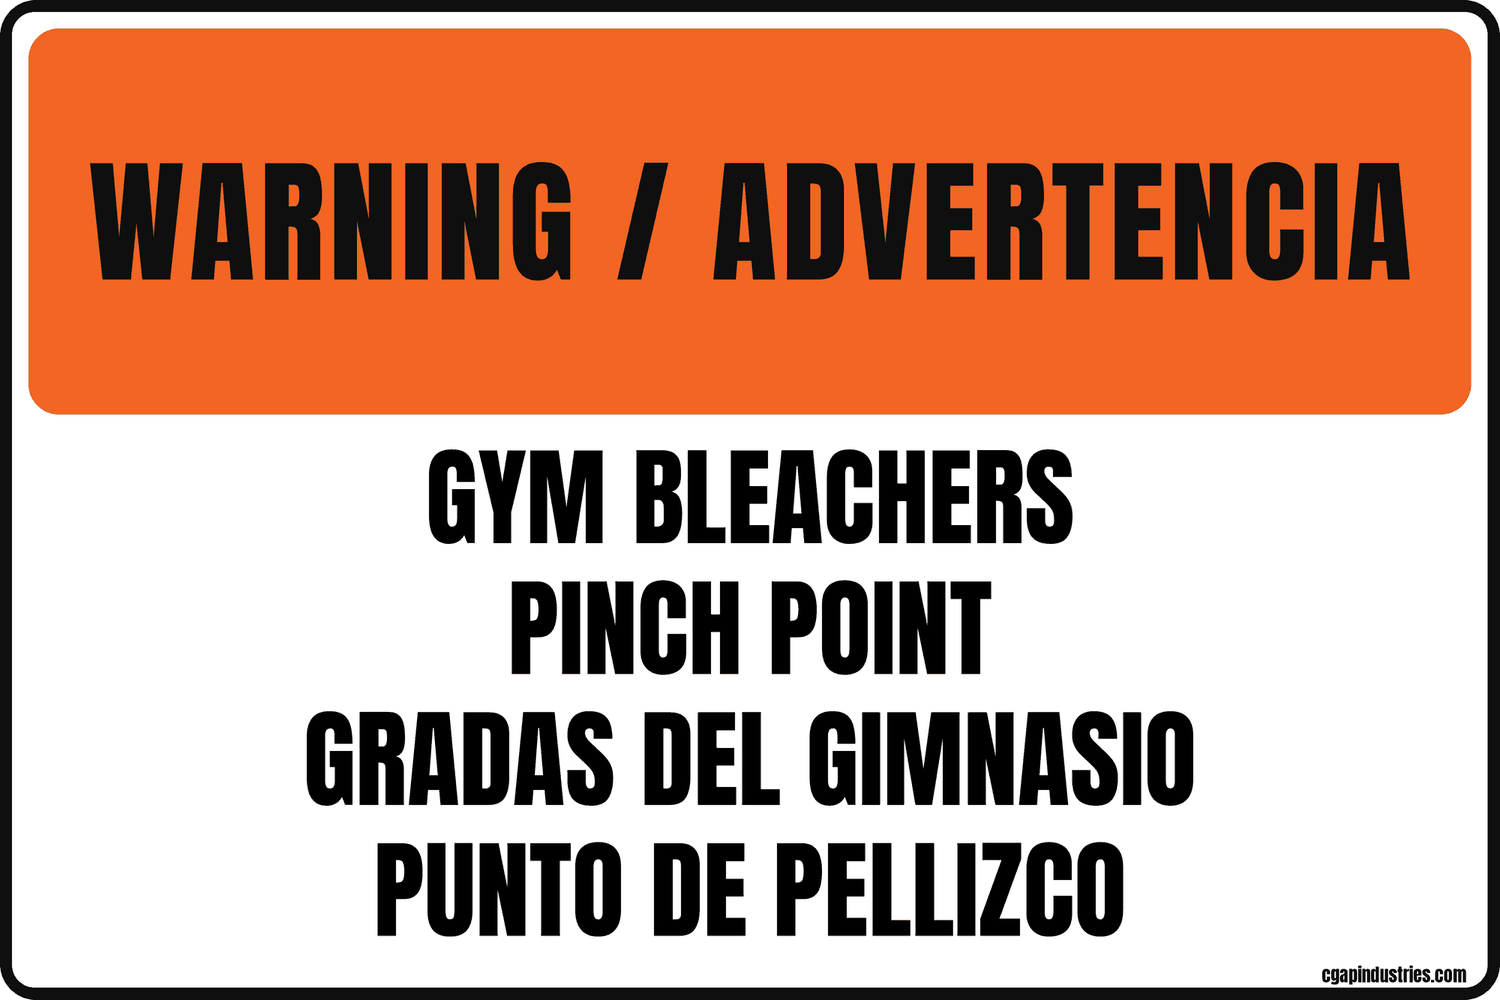 WARNING / ADVERTENCIA
GYM BLEACHERS
PINCH POINT
GRADAS DEL GIMNASIO
PUNTO DE PELLIZCO
cgapindustries.com